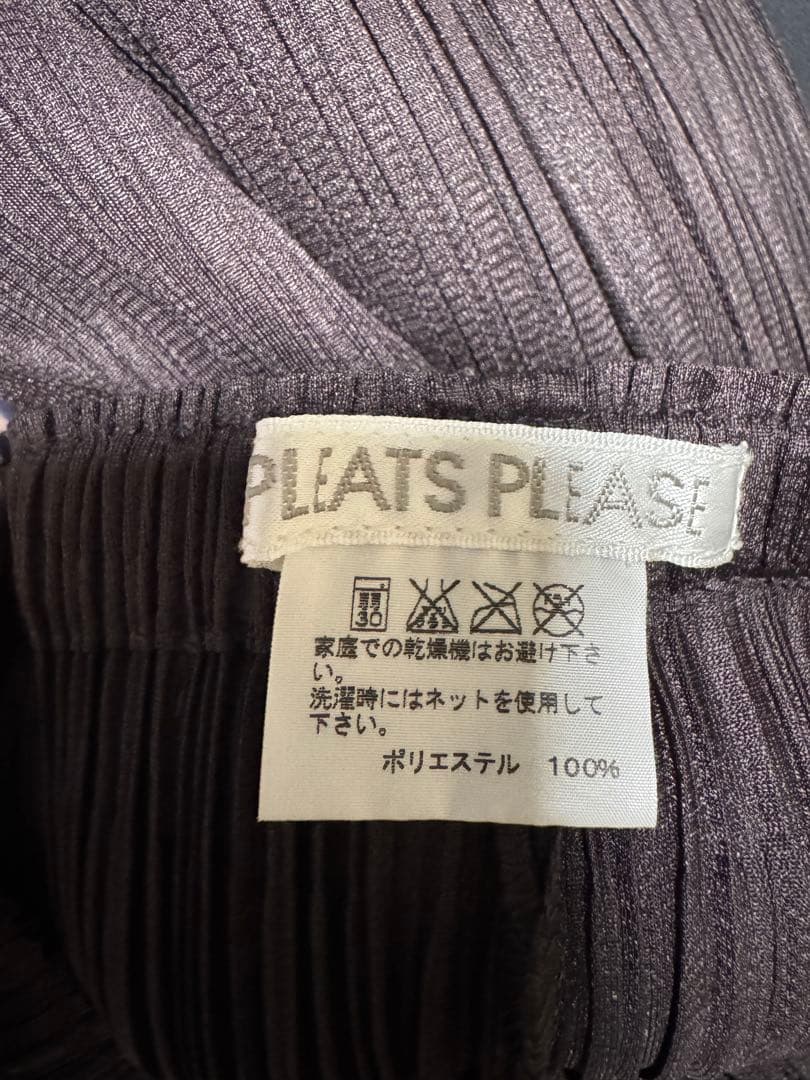 PLEATS PLEASE
弱
30
家庭での乾燥機はお避け下さ
い。
洗濯時にはネットを使用して
下さい。
ポリエステル 100%